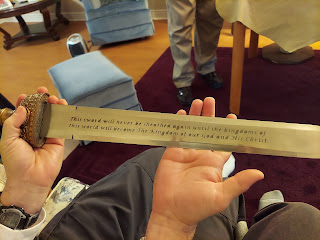 This sword will never be sheathed again until the kingdoms of
this world will become the kingdom of our God and His Christ